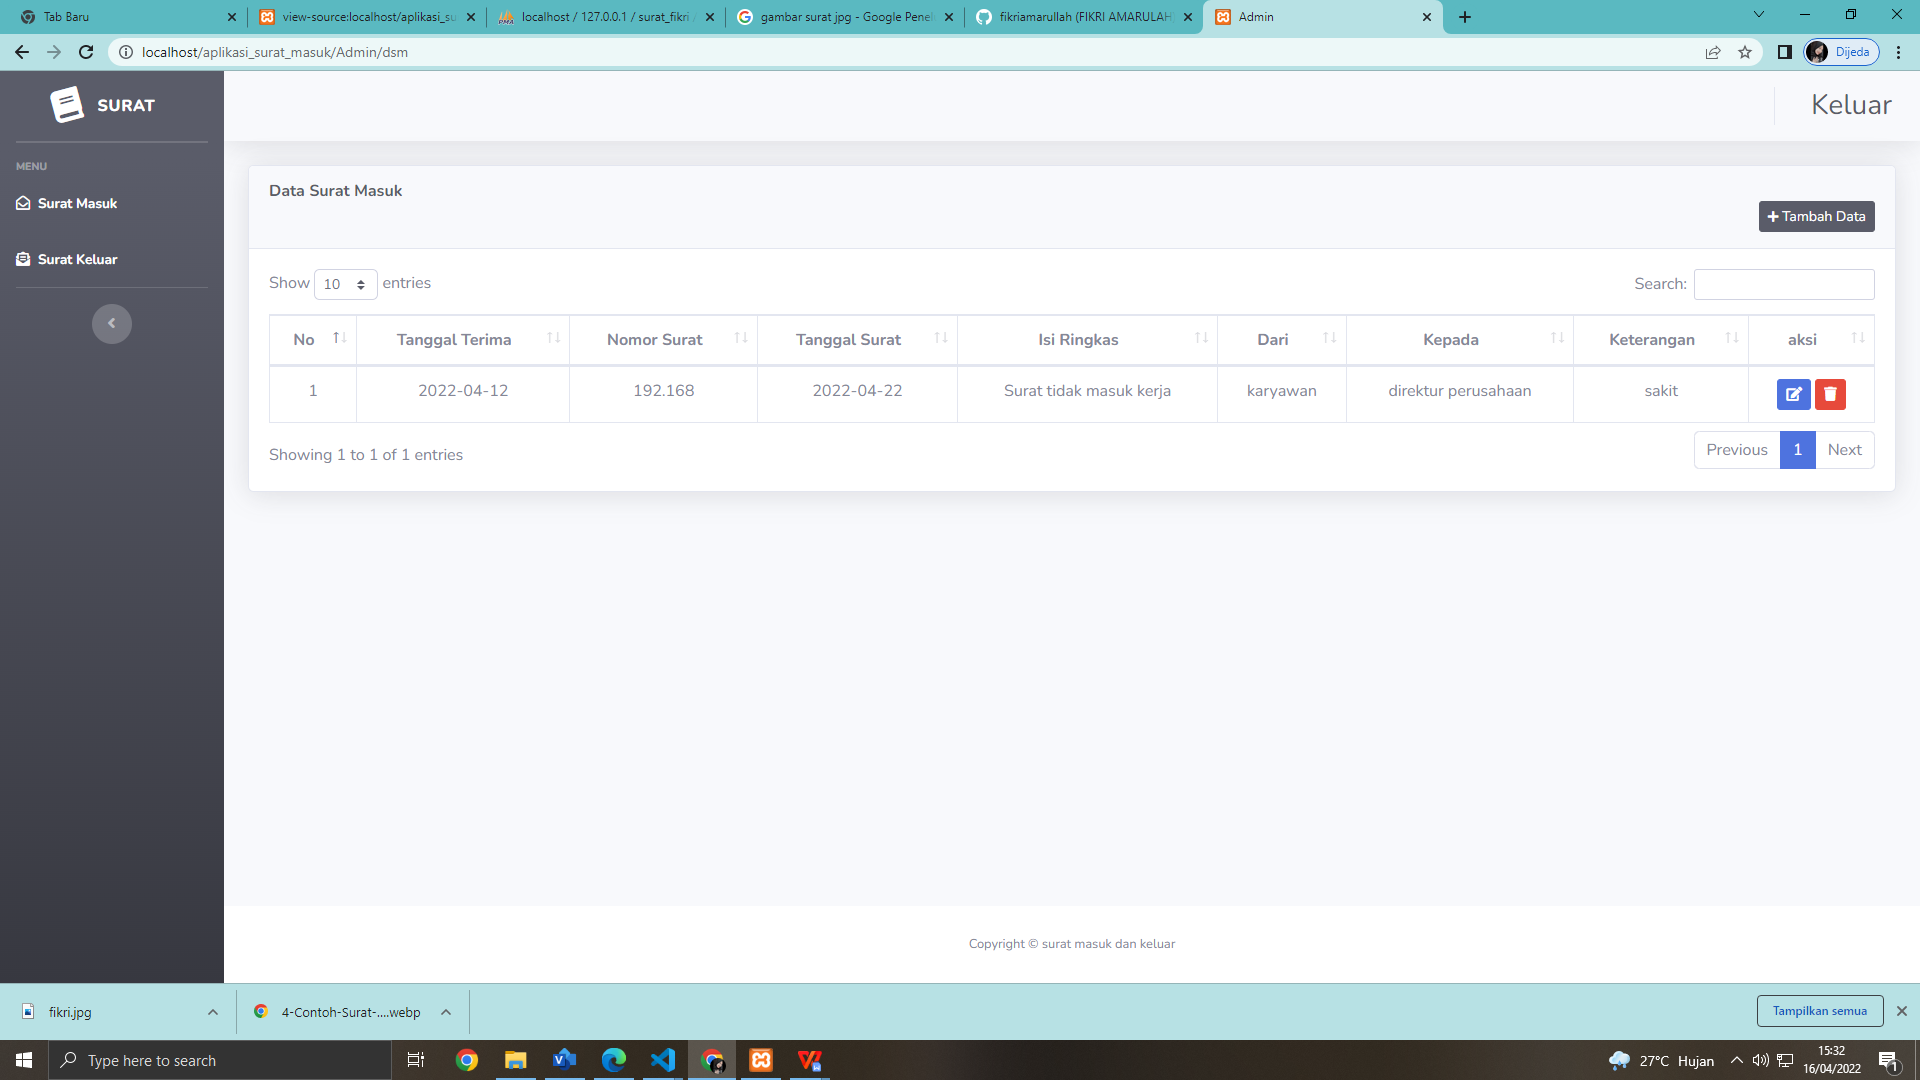 Tab Baru
view-source:localhost/aplikasi_su
localhost / 127.0.0.1 / surat_fikri /
gambar surat jpg - Google Penel
fikriamarullah (FIKRI AMARULAH
Admin
localhost/aplikasi_surat_masuk/Admin/dsm
Dijeda
SURAT
Keluar
MENU
Surat Masuk
Surat Keluar
Data Surat Masuk
Tambah Data
Show 10 entries
Search:
No Tanggal Terima Nomor Surat Tanggal Surat Isi Ringkas Dari Kepada Keterangan aksi
1 2022-04-12 192.168 2022-04-22 Surat tidak masuk kerja karyawan direktur perusahaan sakit
Showing 1 to 1 of 1 entries
Previous 1 Next
Copyright © surat masuk dan keluar
fikri.jpg
4-Contoh-Surat-....webp
Tampilkan semua
Type here to search
27°C Hujan
15:32
16/04/2022
1